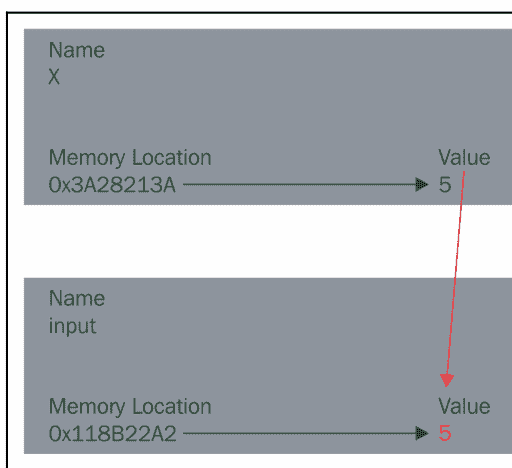 Name
X
Memory Location Value
0x3A28213A 5
Name
input
Memory Location Value
0x118B22A2 5